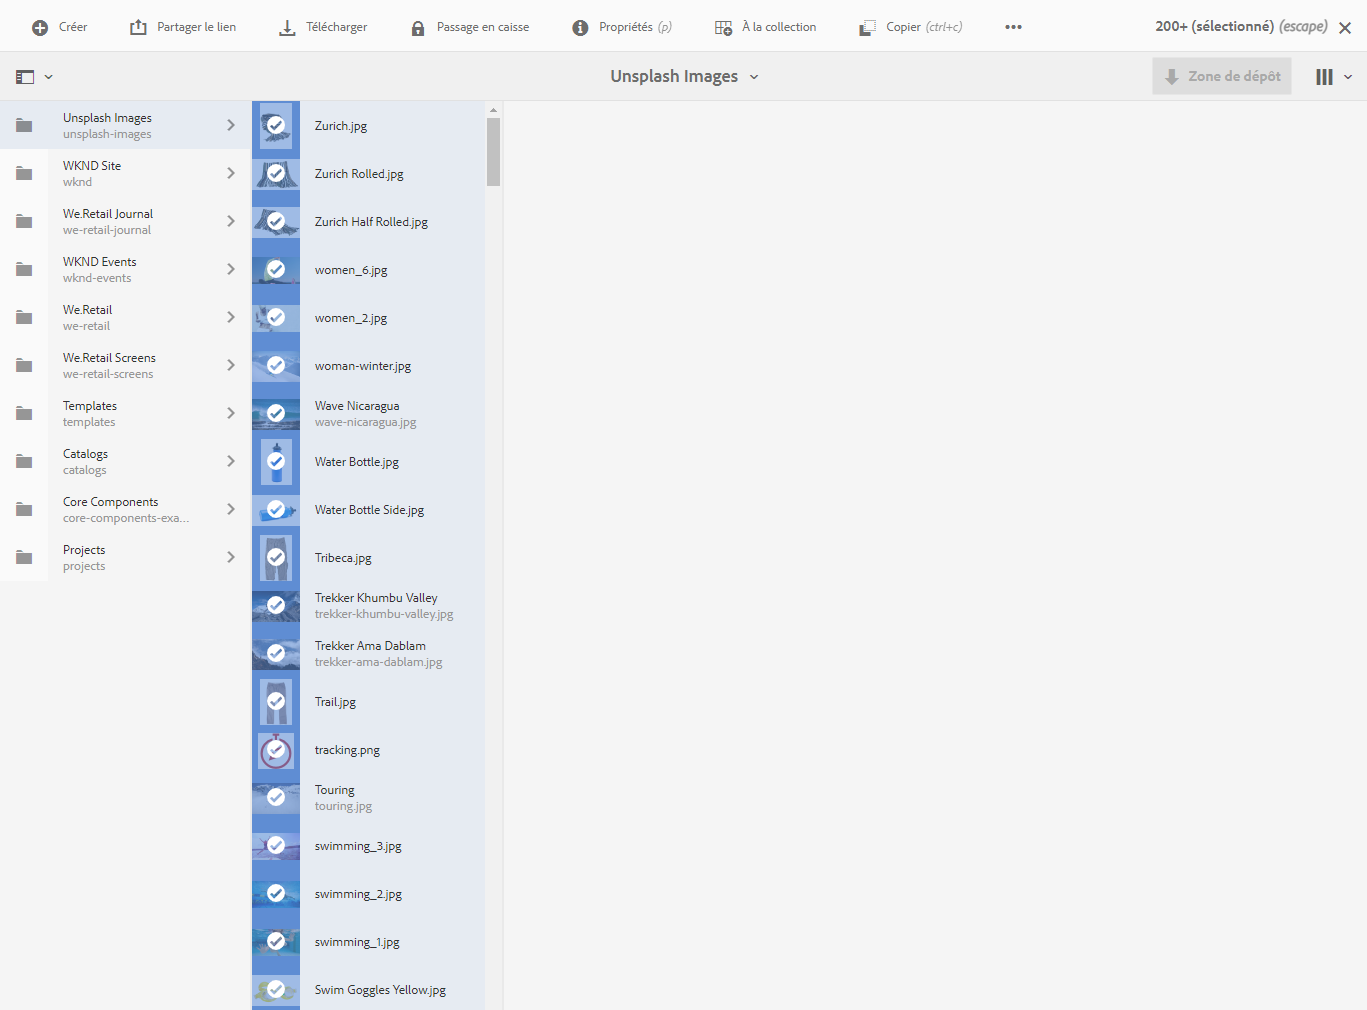 Créer
Partager le lien
Télécharger
Passage en caisse
Propriétés (p)
À la collection
Copier (ctrl+c)
200+ (sélectionné) (escape)
Unsplash Images
Zone de dépôt
Unsplash Images
unsplash-images
WKND Site
wknd
We.Retail Journal
we-retail-journal
WKND Events
wknd-events
We.Retail
we-retail
We.Retail Screens
we-retail-screens
Templates
templates
Catalogs
catalogs
Core Components
core-components-exa...
Projects
projects
Zurich.jpg
Zurich Rolled.jpg
Zurich Half Rolled.jpg
women_6.jpg
women_2.jpg
woman-winter.jpg
Wave Nicaragua
wave-nicaragua.jpg
Water Bottle.jpg
Water Bottle Side.jpg
Tribeca.jpg
Trekker Khumbu Valley
trekker-khumbu-valley.jpg
Trekker Ama Dablam
trekker-ama-dablam.jpg
Trail.jpg
tracking.png
Touring
touring.jpg
swimming_3.jpg
swimming_2.jpg
swimming_1.jpg
Swim Goggles Yellow.jpg